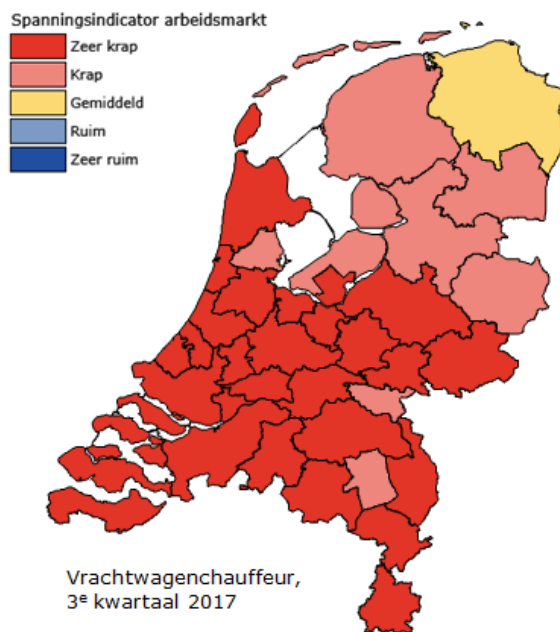 Spanningsindicator arbeidsmarkt
Zeer krap
Krap
Gemiddeld
Ruim
Zeer ruim
Vrachtwagenchauffeur,
3e kwartaal 2017